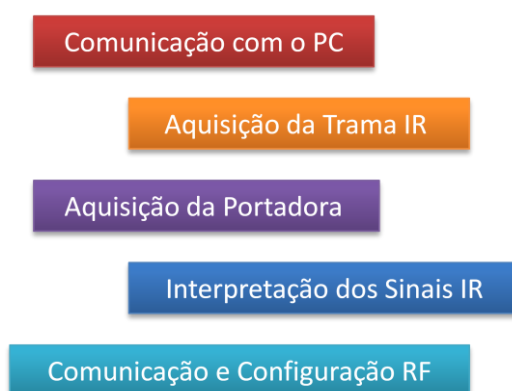 Comunicação com o PC
Aquisição da Trama IR
Aquisição da Portadora
Interpretação dos Sinais IR
Comunicação e Configuração RF